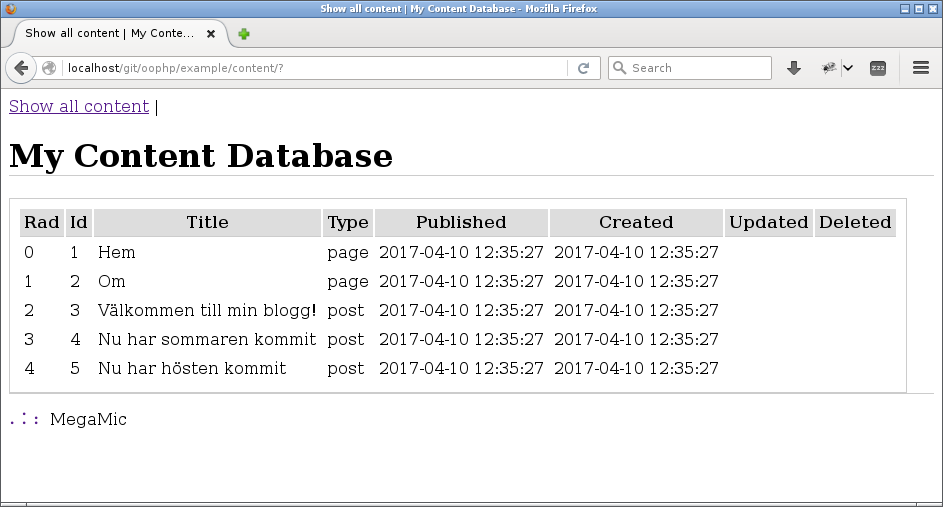 Show all content | My Content Database - Mozilla Firefox
Show all content | My Conte...
localhost/git/oophp/example/content/?
Search
zzz
Show all content |
My Content Database
Rad Id Title Type Published Created Updated Deleted
0 1 Hem page 2017-04-10 12:35:27 2017-04-10 12:35:27
1 2 Om page 2017-04-10 12:35:27 2017-04-10 12:35:27
2 3 Välkommen till min blogg! post 2017-04-10 12:35:27 2017-04-10 12:35:27
3 4 Nu har sommaren kommit post 2017-04-10 12:35:27 2017-04-10 12:35:27
4 5 Nu har hösten kommit post 2017-04-10 12:35:27 2017-04-10 12:35:27
.:: MegaMic